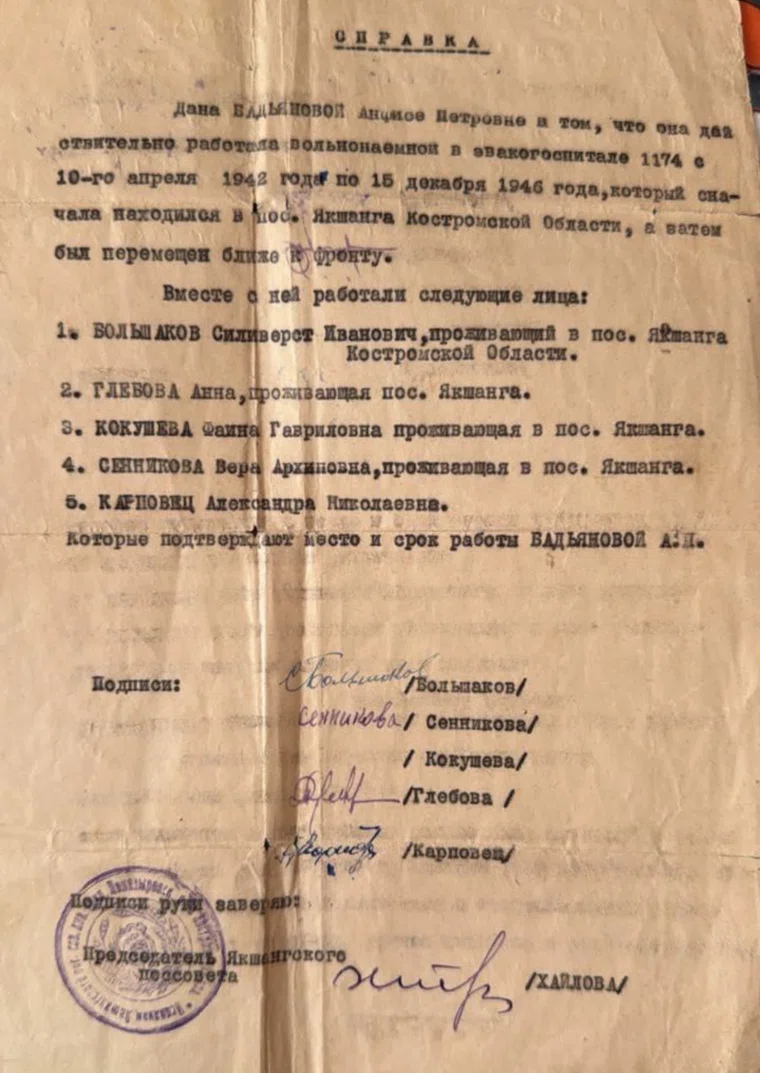 СПРАВКА
Дана БАДЬЯНОВОЙ Анфисе Петровне в том, что она дей
ствительно работала вольнонаемной в эвакогоспитале 1174 с
10-го апреля 1942 года по 15 декабря 1946 года,который сна-
чала находился в пос. Якшанга Костромской Области, а затем
был перемещен ближе к фронту.
Вместе с ней работали следующие лица:
1. БОЛЬШАКОВ Силиверст Иванович,проживающий в пос. Якшанга
Костромской Области.
2. ГЛЕБОВА Анна,проживающая пос. Якшанга.
3. КОКУШЕВА Фаина Гавриловна проживающая в пос. Якшанга.
4. СЕННИКОВА Вера Архиповна,проживающая в пос. Якшанга.
5. КАРПОВЕЦ Александра Николаевна.
Которые подтверждают место и срок работы БАДЬЯНОВОЙ А.П.
Подписи: СБольшаков /Большаков/
Сенникова / Сенникова/
/ Кокушева/
/Глебова /
/Карповец/
Подписи руки заверяю:
Председатель Якшангского
поссовета /ХАЙЛОВА/